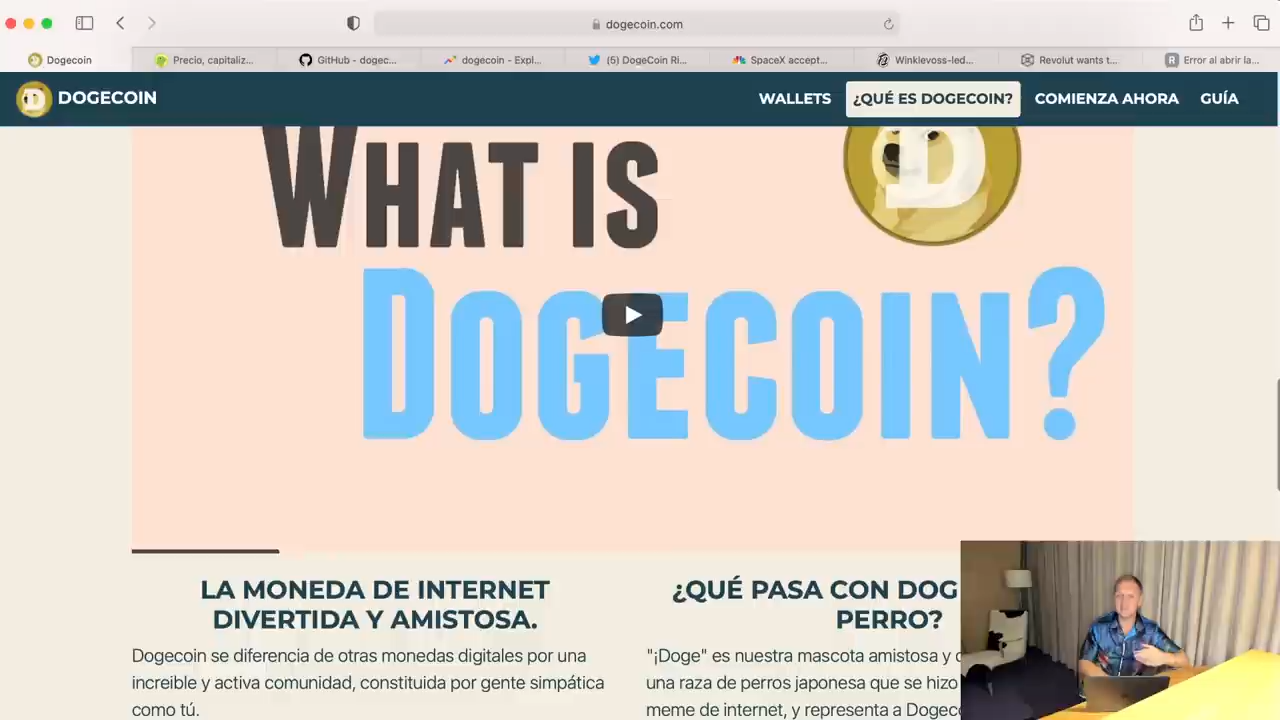 dogecoin.com
Dogecoin
Precio, capitaliz...
GitHub - dogec...
dogecoin - Expl...
(5) DogeCoin Ri...
SpaceX accept...
Winklevoss-led...
Revolut wants t...
Error al abrir la...
DOGECOIN
WALLETS
¿QUÉ ES DOGECOIN?
COMIENZA AHORA
GUÍA
WHAT IS
DOGECOIN?
LA MONEDA DE INTERNET
DIVERTIDA Y AMISTOSA.
Dogecoin se diferencia de otras monedas digitales por una
increible y activa comunidad, constituida por gente simpática
como tú.
¿QUÉ PASA CON DOG
PERRO?
"¡Doge" es nuestra mascota amistosa y
una raza de perros japonesa que se hizo
meme de internet, y representa a Dogec